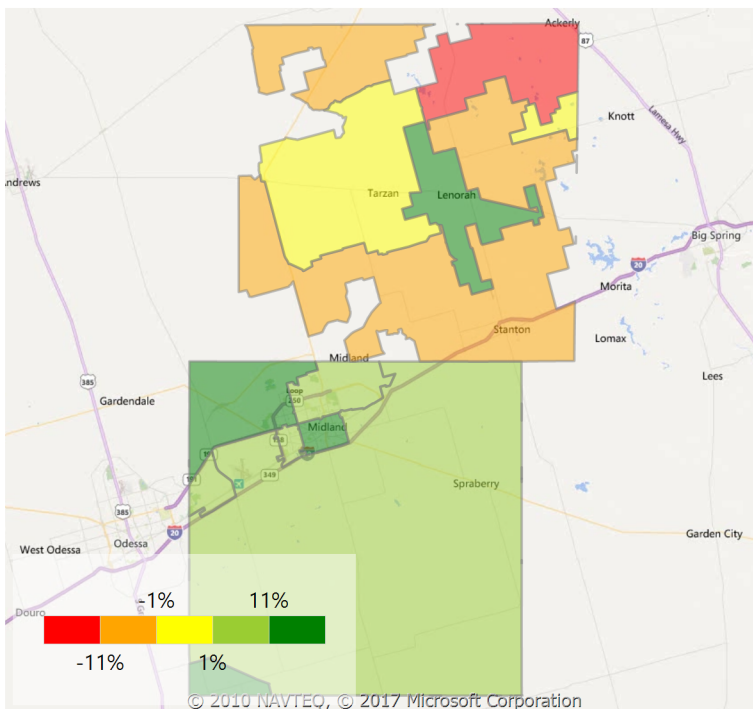 Ackerly
87
Knott
Lamesa Hwy
Andrews
Tarzan
Lenorah
Big Spring
20
Morita
Stanton
Lomax
Midland
385
Lees
Gardendale
Loop
250
Midland
158
191
349
191
Spraberry
385
20
Garden City
West Odessa
Odessa
Douro
-1% 11%
-11% 1%
© 2010 NAVTEQ, © 2017 Microsoft Corporation